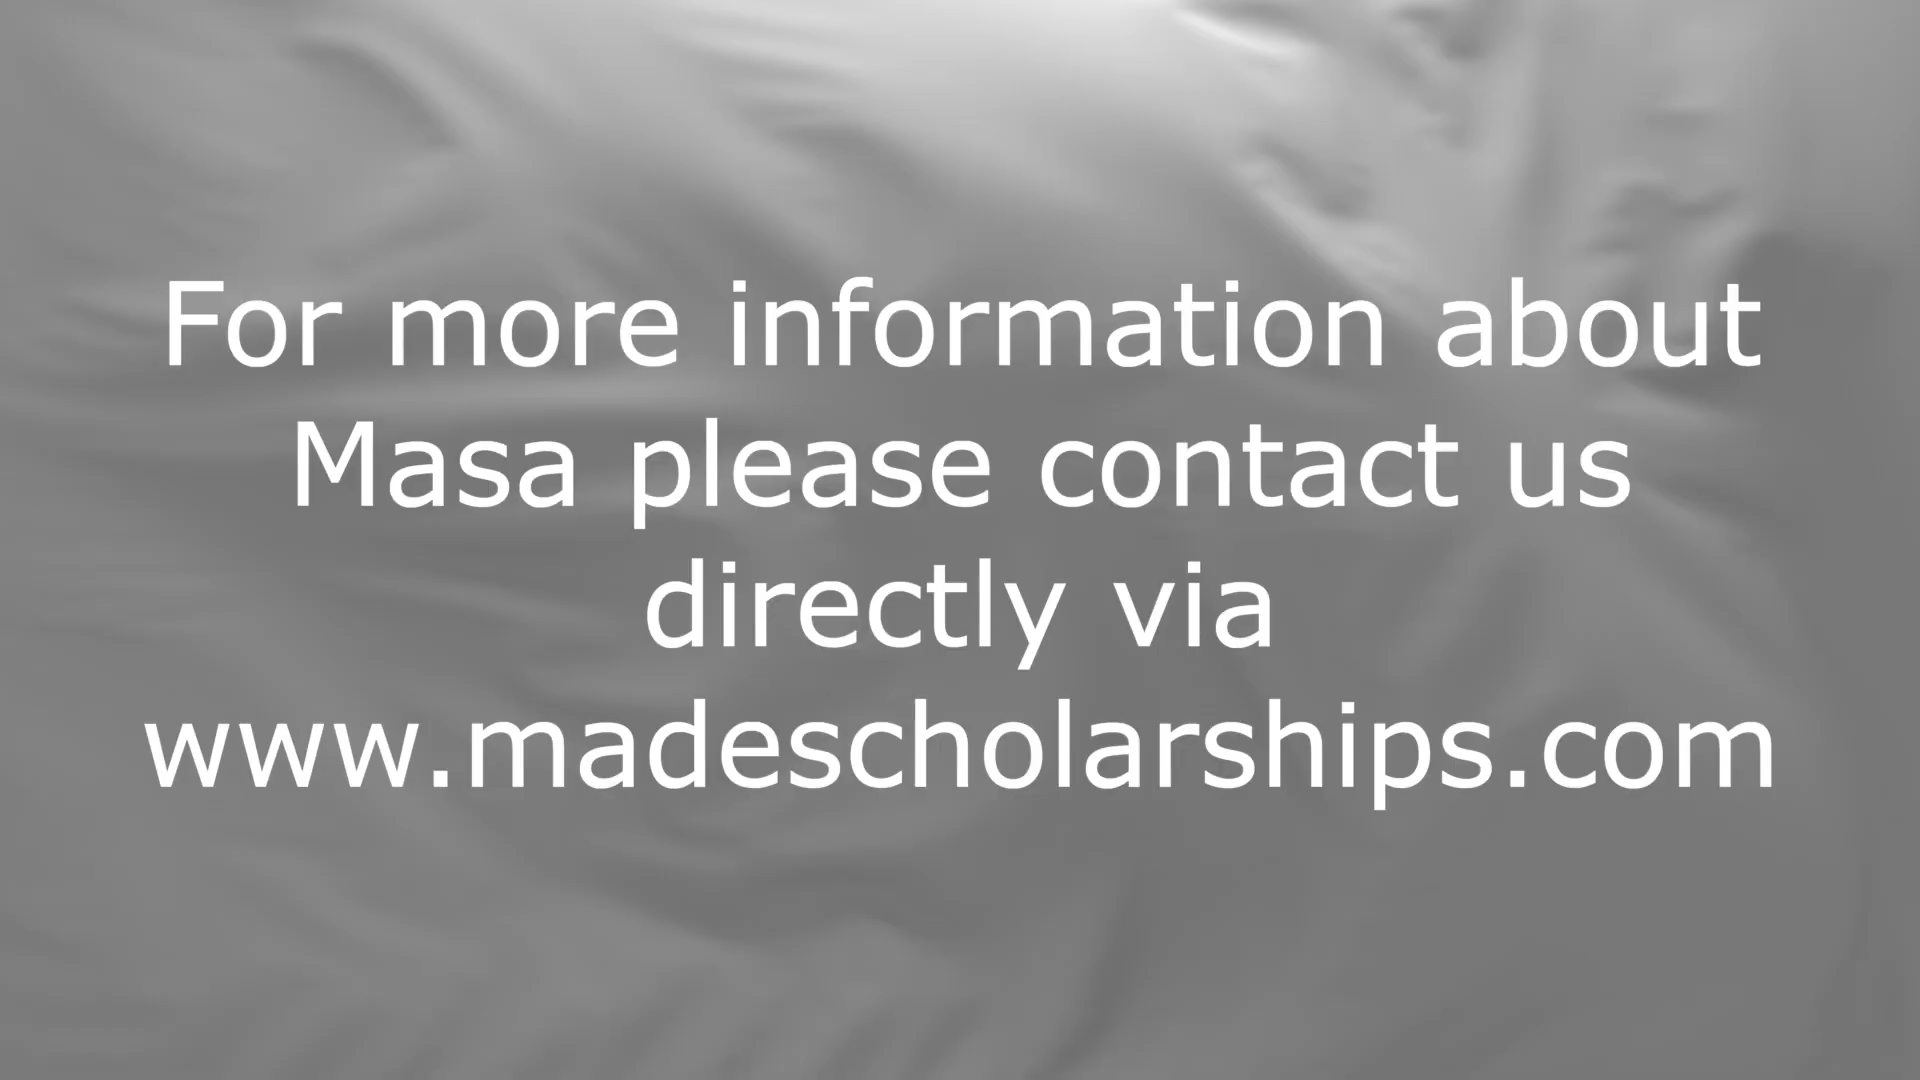 For more information about
Masa please contact us
directly via
www.madescholarships.com